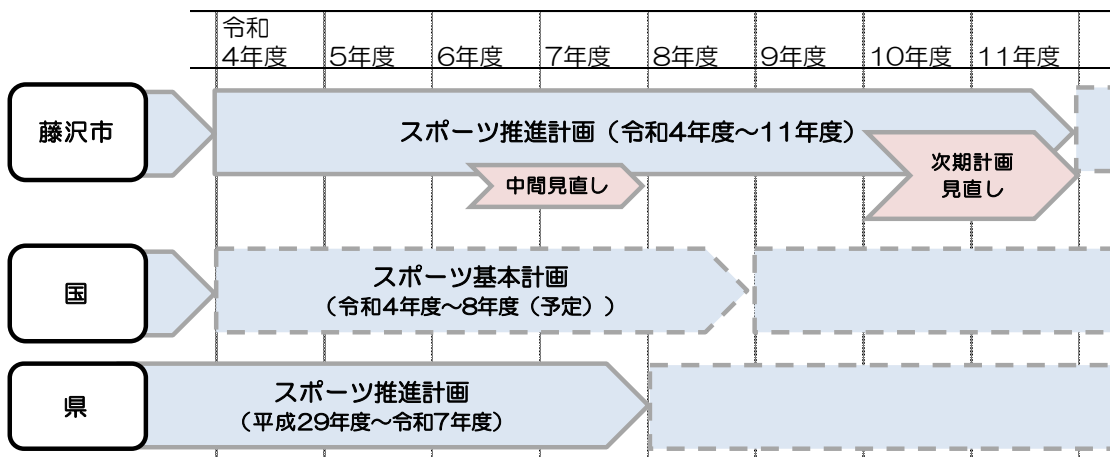 令和
4年度 5年度 6年度 7年度 8年度 9年度 10年度 11年度
藤沢市
スポーツ推進計画（令和4年度～11年度）
次期計画
見直し
中間見直し
国
スポーツ基本計画
（令和4年度～8年度（予定））
県
スポーツ推進計画
（平成29年度～令和7年度）